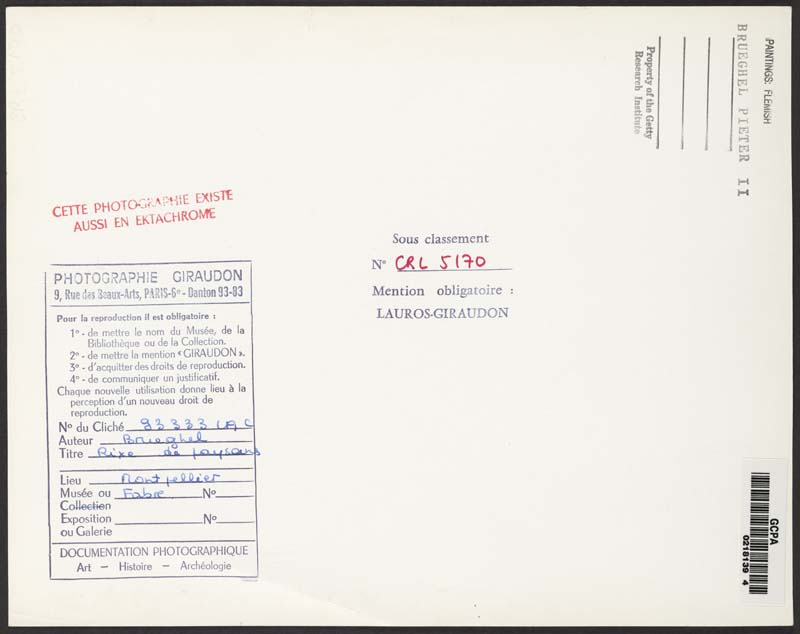 PAINTINGS: FLEMISH
BRUEGHEL PIETER II
Property of the Getty
Research Institute
CETTE PHOTOGRAPHIE EXISTE
AUSSI EN EKTACHROME
Sous classement
N° CRL 5170
Mention obligatoire :
LAUROS-GIRAUDON
PHOTOGRAPHIE GIRAUDON
9, Rue des Beaux-Arts, PARIS-6e - Danton 93-83
Pour la reproduction il est obligatoire :
1° - de mettre le nom du Musée, de la
Bibliothèque ou de la Collection.
2° - de mettre la mention « GIRAUDON ».
3° - d'acquitter des droits de reproduction.
4° - de communiquer un justificatif.
Chaque nouvelle utilisation donne lieu à la
perception d'un nouveau droit de
reproduction.
N° du Cliché 93333 LAC
Auteur Brueghel
Titre Rixe de paysans
Lieu Montpellier
Musée ou Fabre N°
Collection
Exposition N°
ou Galerie
DOCUMENTATION PHOTOGRAPHIQUE
Art — Histoire — Archéologie
GCPA
0218139 4